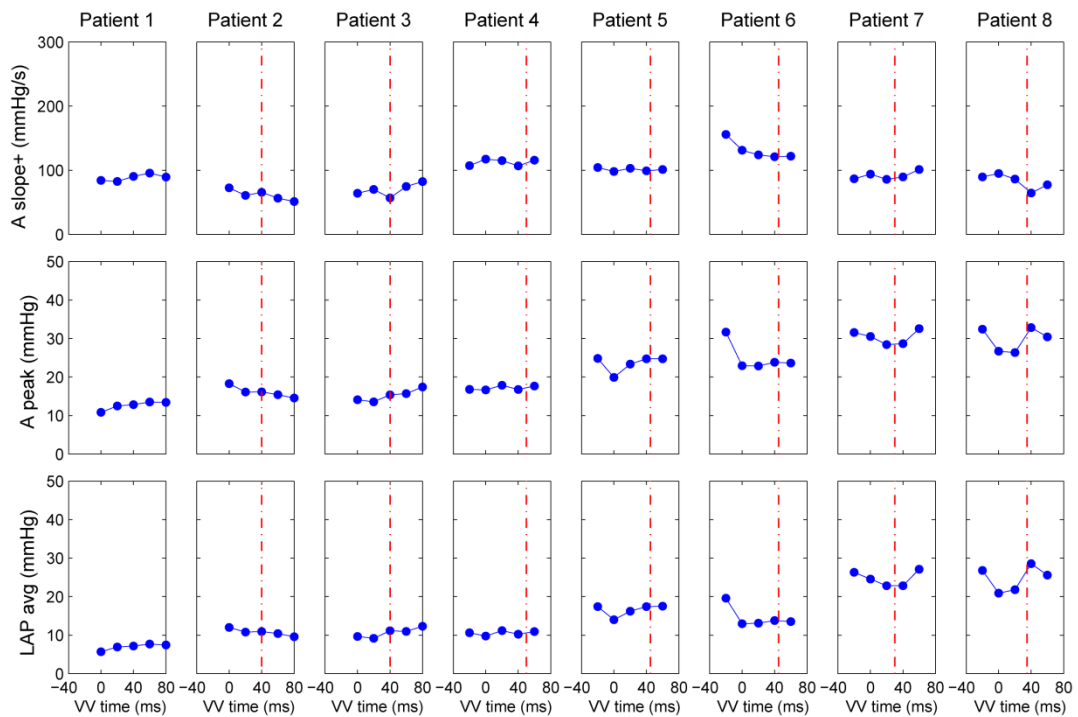 Patient 1 Patient 2 Patient 3 Patient 4 Patient 5 Patient 6 Patient 7 Patient 8
A slope+ (mmHg/s)
300
200
100
0
A peak (mmHg)
50
40
30
20
10
0
LAP avg (mmHg)
50
40
30
20
10
0
−40 0 40 80 −40 0 40 80 −40 0 40 80 −40 0 40 80 −40 0 40 80 −40 0 40 80 −40 0 40 80 −40 0 40 80
VV time (ms) VV time (ms) VV time (ms) VV time (ms) VV time (ms) VV time (ms) VV time (ms) VV time (ms)